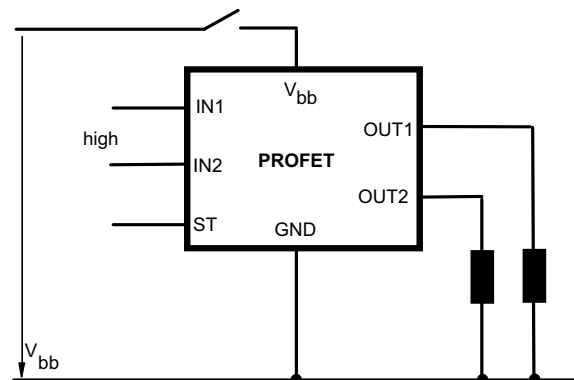 V_bb
IN1
OUT1
high
IN2
PROFET
OUT2
ST
GND
V_bb